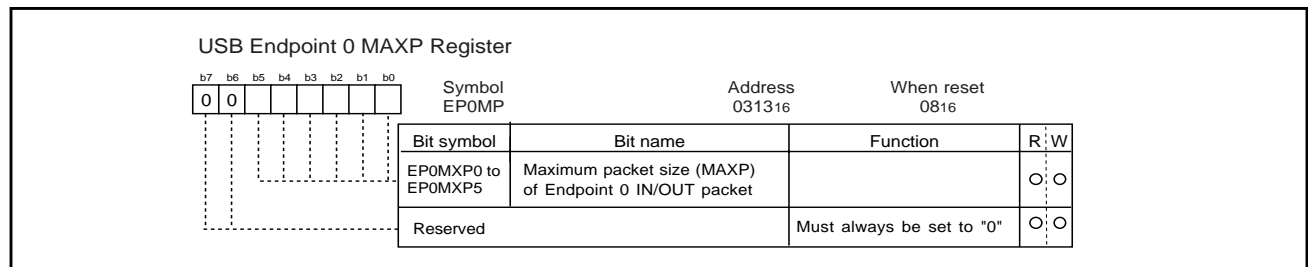 USB Endpoint 0 MAXP Register
b7 b6 b5 b4 b3 b2 b1 b0
0 0
Symbol Address When reset
EP0MP 031316 0816
Bit symbol Bit name Function R W
EP0MXP0 to Maximum packet size (MAXP) O O
EP0MXP5 of Endpoint 0 IN/OUT packet
Reserved Must always be set to "0" O O